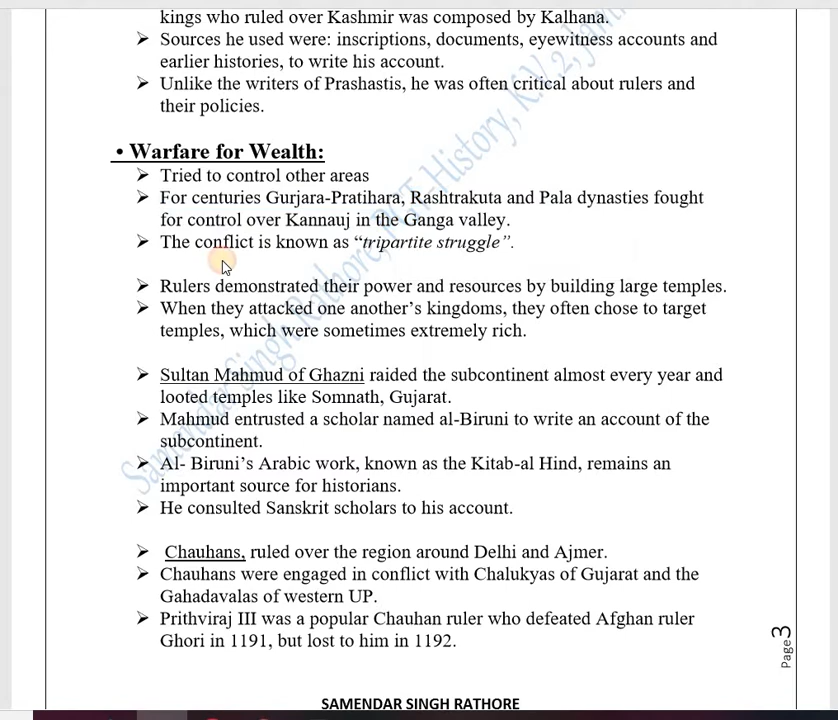 kings who ruled over Kashmir was composed by Kalhana.
➤ Sources he used were: inscriptions, documents, eyewitness accounts and
earlier histories, to write his account.
➤ Unlike the writers of Prashastis, he was often critical about rulers and
their policies.
• Warfare for Wealth:
➤ Tried to control other areas
➤ For centuries Gurjara-Pratihara, Rashtrakuta and Pala dynasties fought
for control over Kannauj in the Ganga valley.
➤ The conflict is known as “tripartite struggle”.
➤ Rulers demonstrated their power and resources by building large temples.
➤ When they attacked one another’s kingdoms, they often chose to target
temples, which were sometimes extremely rich.
➤ Sultan Mahmud of Ghazni raided the subcontinent almost every year and
looted temples like Somnath, Gujarat.
➤ Mahmud entrusted a scholar named al-Biruni to write an account of the
subcontinent.
➤ Al- Biruni’s Arabic work, known as the Kitab-al Hind, remains an
important source for historians.
➤ He consulted Sanskrit scholars to his account.
➤ Chauhans, ruled over the region around Delhi and Ajmer.
➤ Chauhans were engaged in conflict with Chalukyas of Gujarat and the
Gahadavalas of western UP.
➤ Prithviraj III was a popular Chauhan ruler who defeated Afghan ruler
Ghori in 1191, but lost to him in 1192.
Page 3
SAMENDAR SINGH RATHORE
Samendar Singh Rathore, PGT-History, K.V.2,